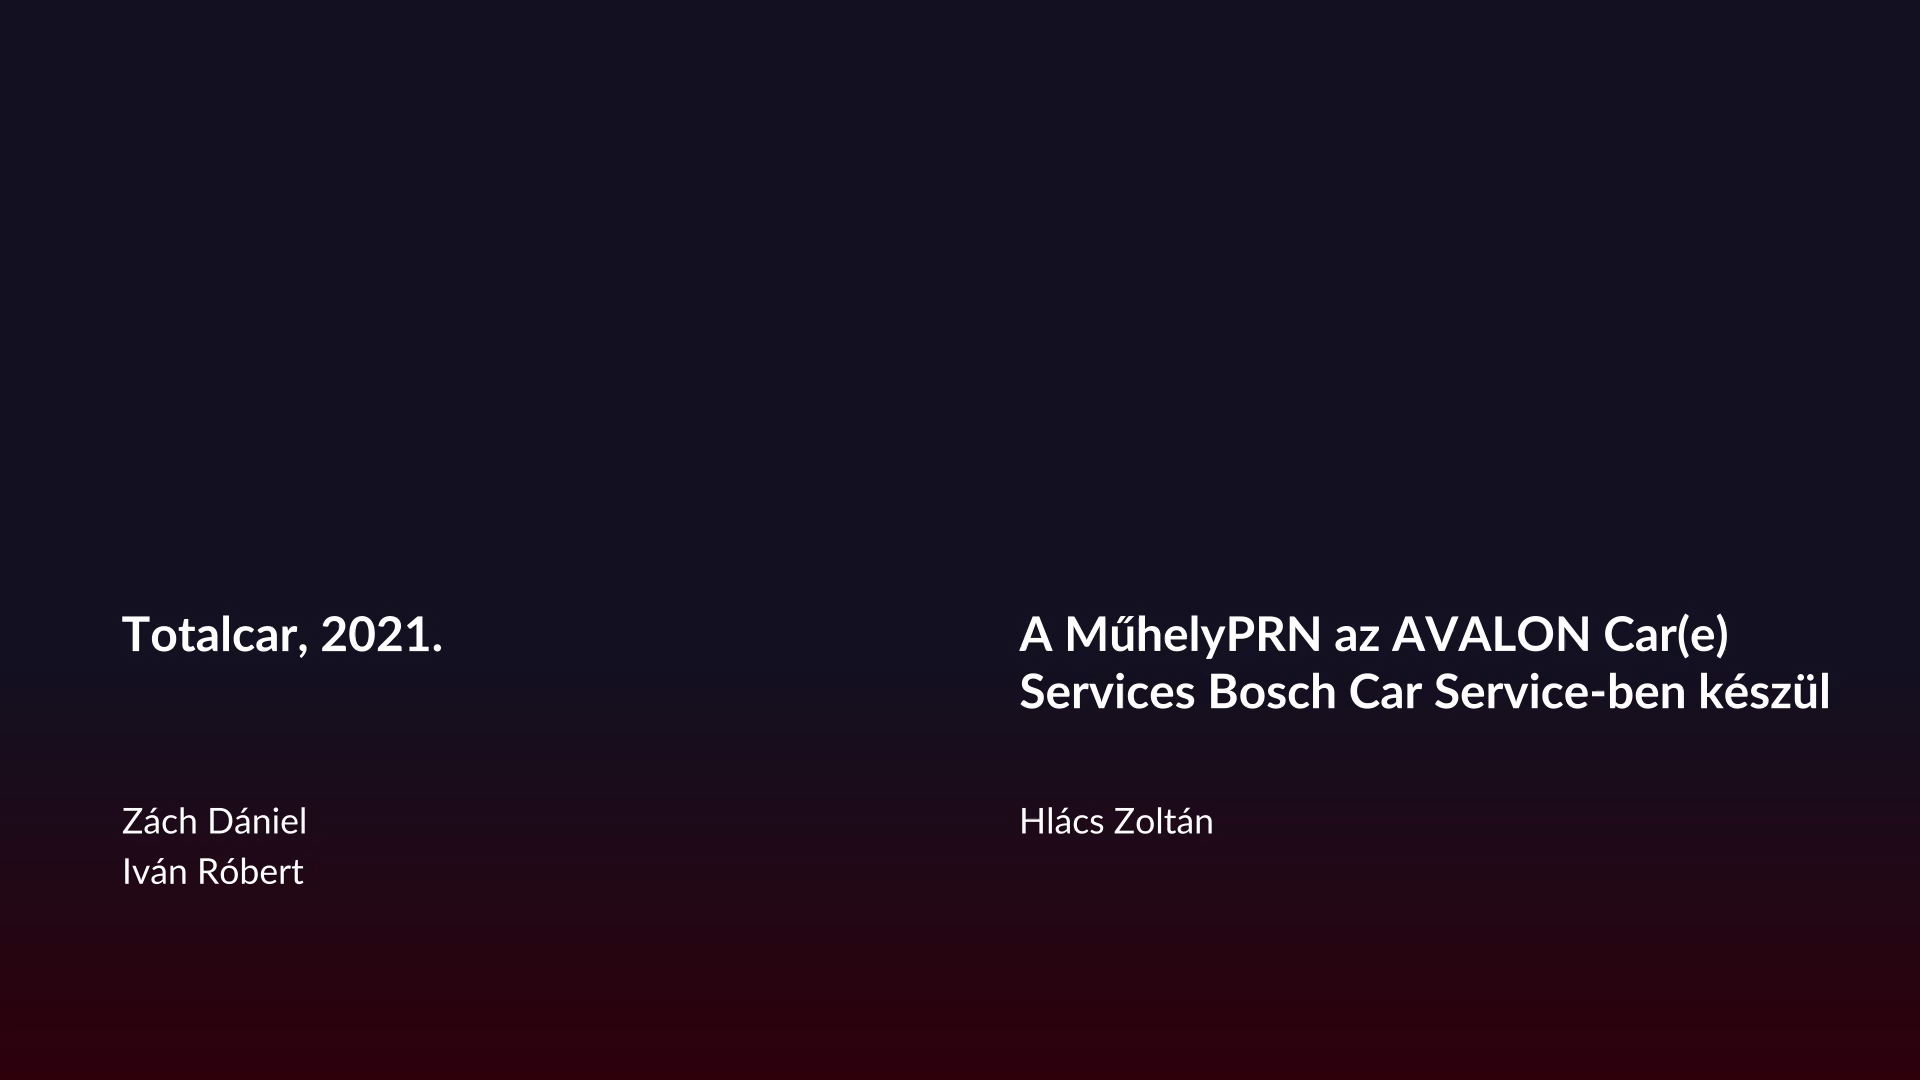 Totalcar, 2021.
Zách Dániel
Iván Róbert
A MűhelyPRN az AVALON Car(e)
Services Bosch Car Service-ben készül
Hlács Zoltán